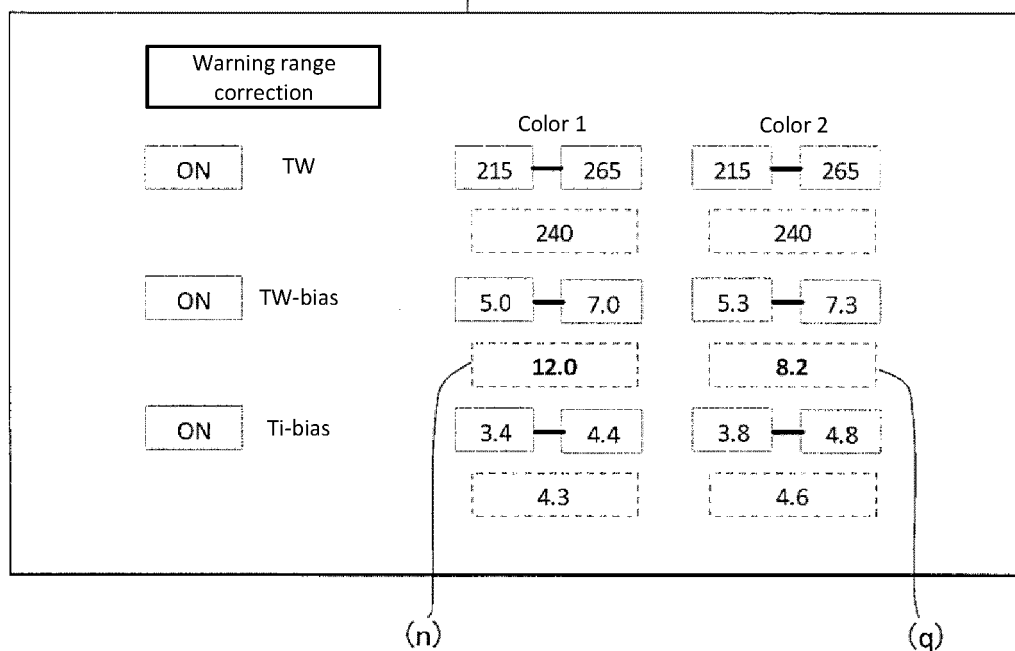 Warning range
correction
Color 1 Color 2
ON TW 215 265 215 265
240 240
ON TW-bias 5.0 7.0 5.3 7.3
12.0 8.2
ON Ti-bias 3.4 4.4 3.8 4.8
4.3 4.6
(n) (q)